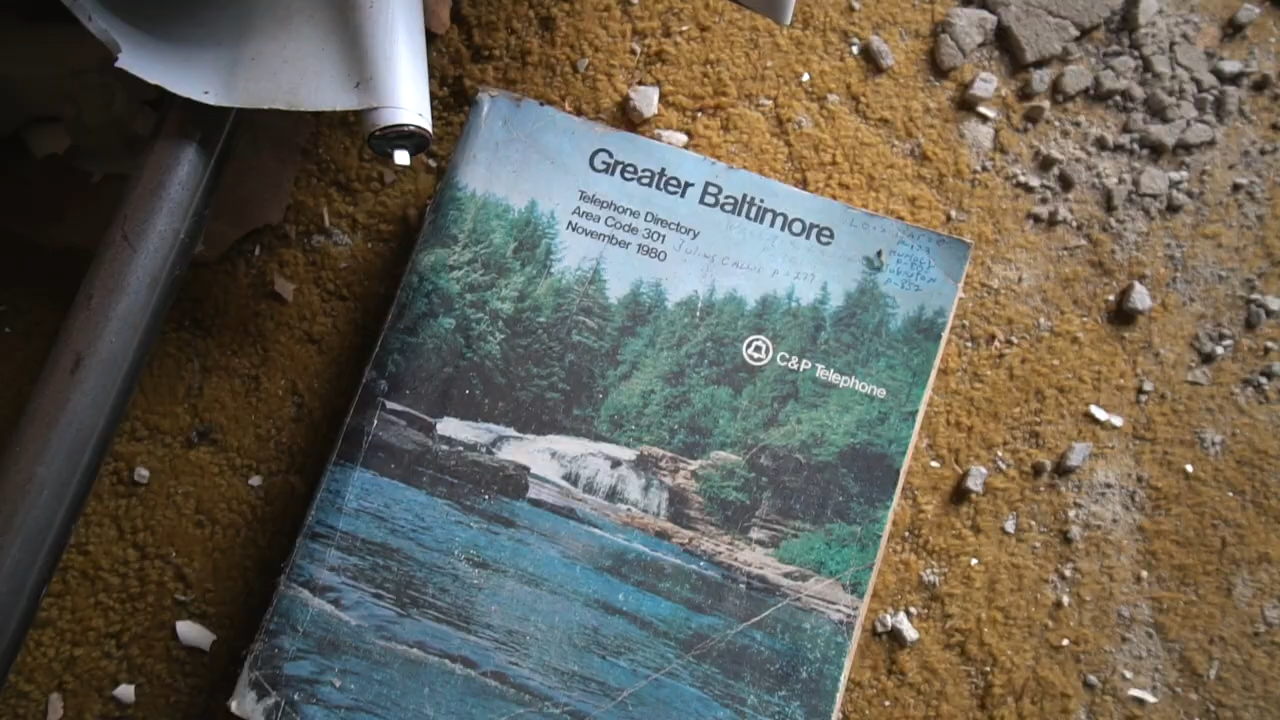 Greater Baltimore
Telephone Directory
Area Code 301
November 1980
C&P Telephone